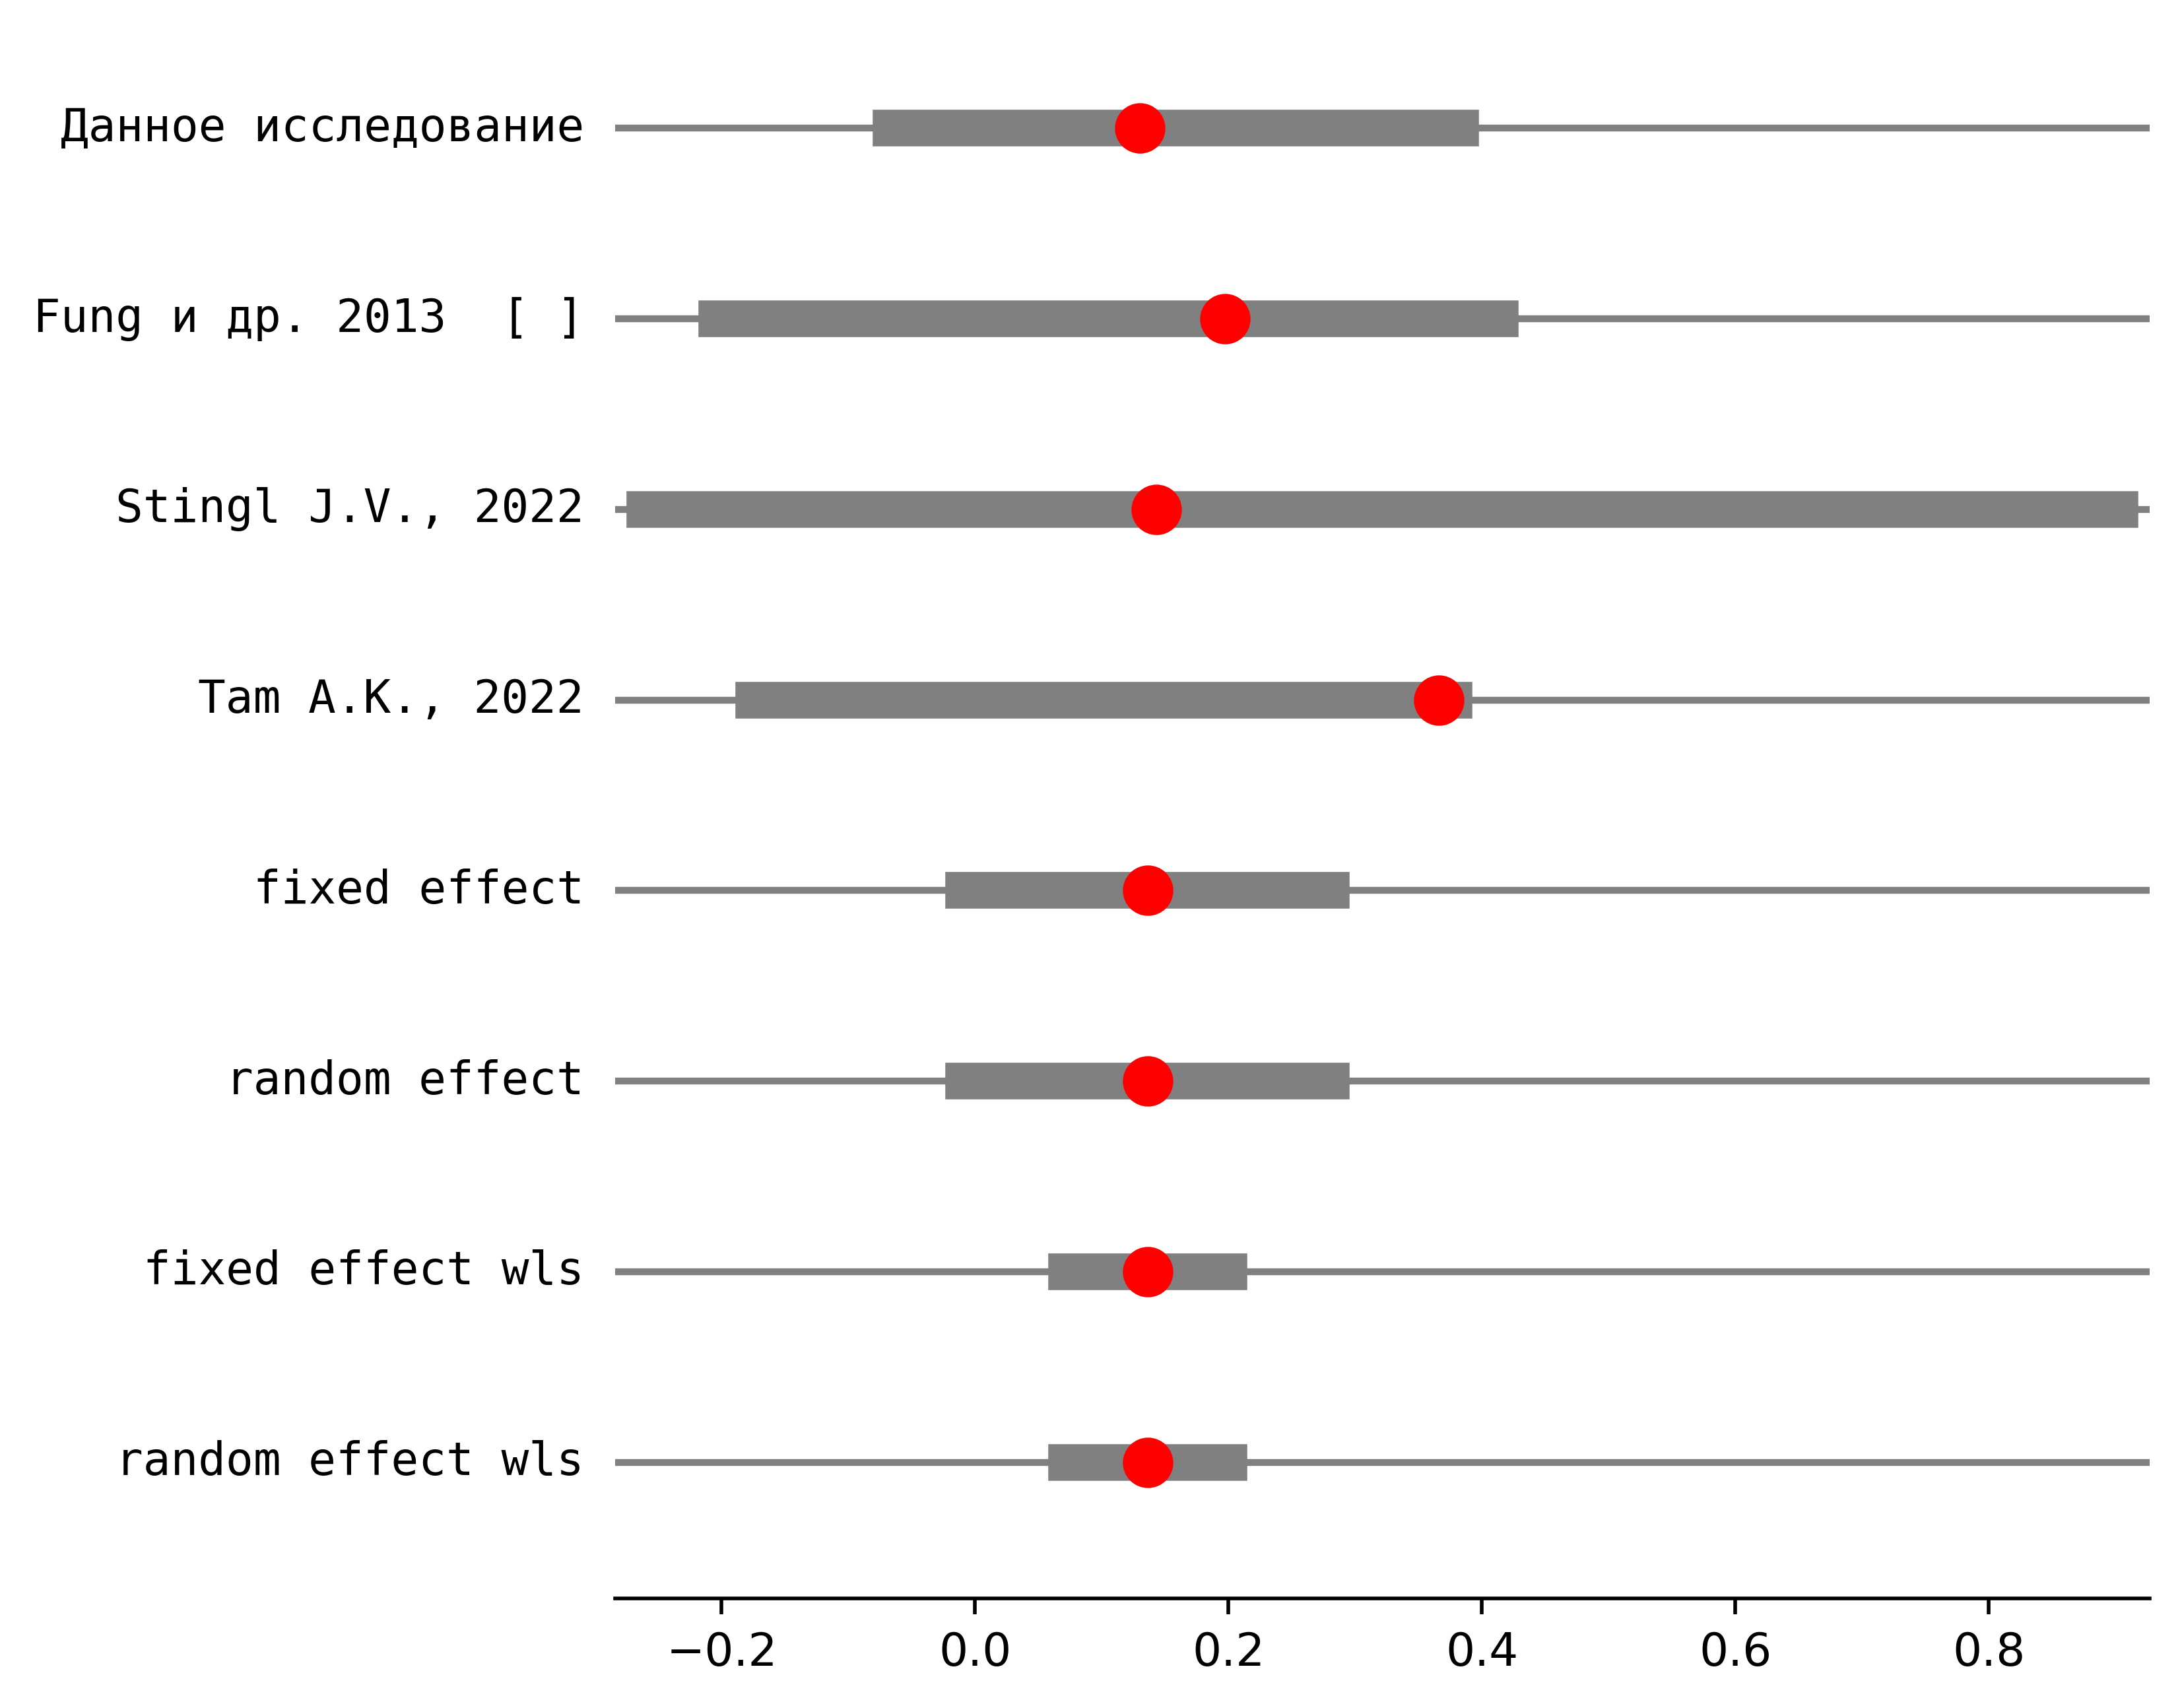 Данное исследование
Fung и др. 2013  [ ]
Stingl J.V., 2022
Tam A.K., 2022
fixed effect
random effect
fixed effect wls
random effect wls
−0.2 0.0 0.2 0.4 0.6 0.8